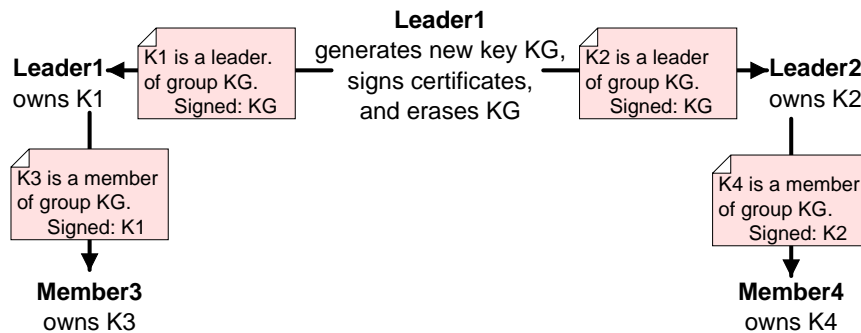 Leader1
generates new key KG,
signs certificates,
and erases KG
K1 is a leader.
of group KG.
Signed: KG
Leader1
owns K1
K2 is a leader
of group KG.
Signed: KG
Leader2
owns K2
K3 is a member
of group KG.
Signed: K1
Member3
owns K3
K4 is a member
of group KG.
Signed: K2
Member4
owns K4